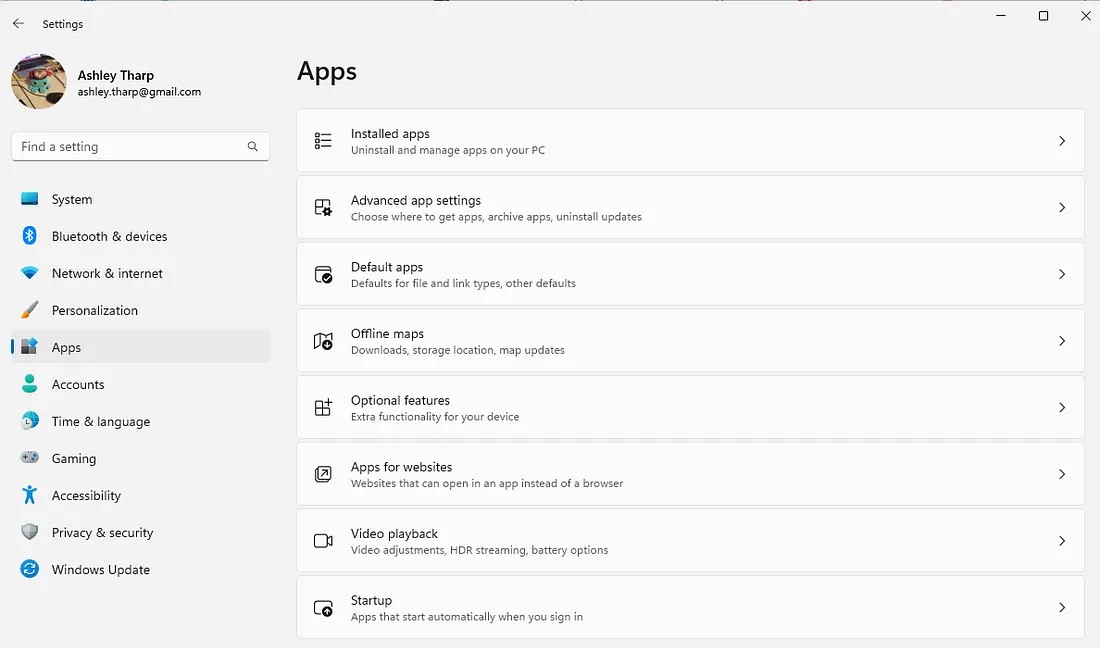 Settings
Ashley Tharp
ashley.tharp@gmail.com
Find a setting
System
Bluetooth & devices
Network & internet
Personalization
Apps
Accounts
Time & language
Gaming
Accessibility
Privacy & security
Windows Update
Apps
Installed apps
Uninstall and manage apps on your PC
Advanced app settings
Choose where to get apps, archive apps, uninstall updates
Default apps
Defaults for file and link types, other defaults
Offline maps
Downloads, storage location, map updates
Optional features
Extra functionality for your device
Apps for websites
Websites that can open in an app instead of a browser
Video playback
Video adjustments, HDR streaming, battery options
Startup
Apps that start automatically when you sign in